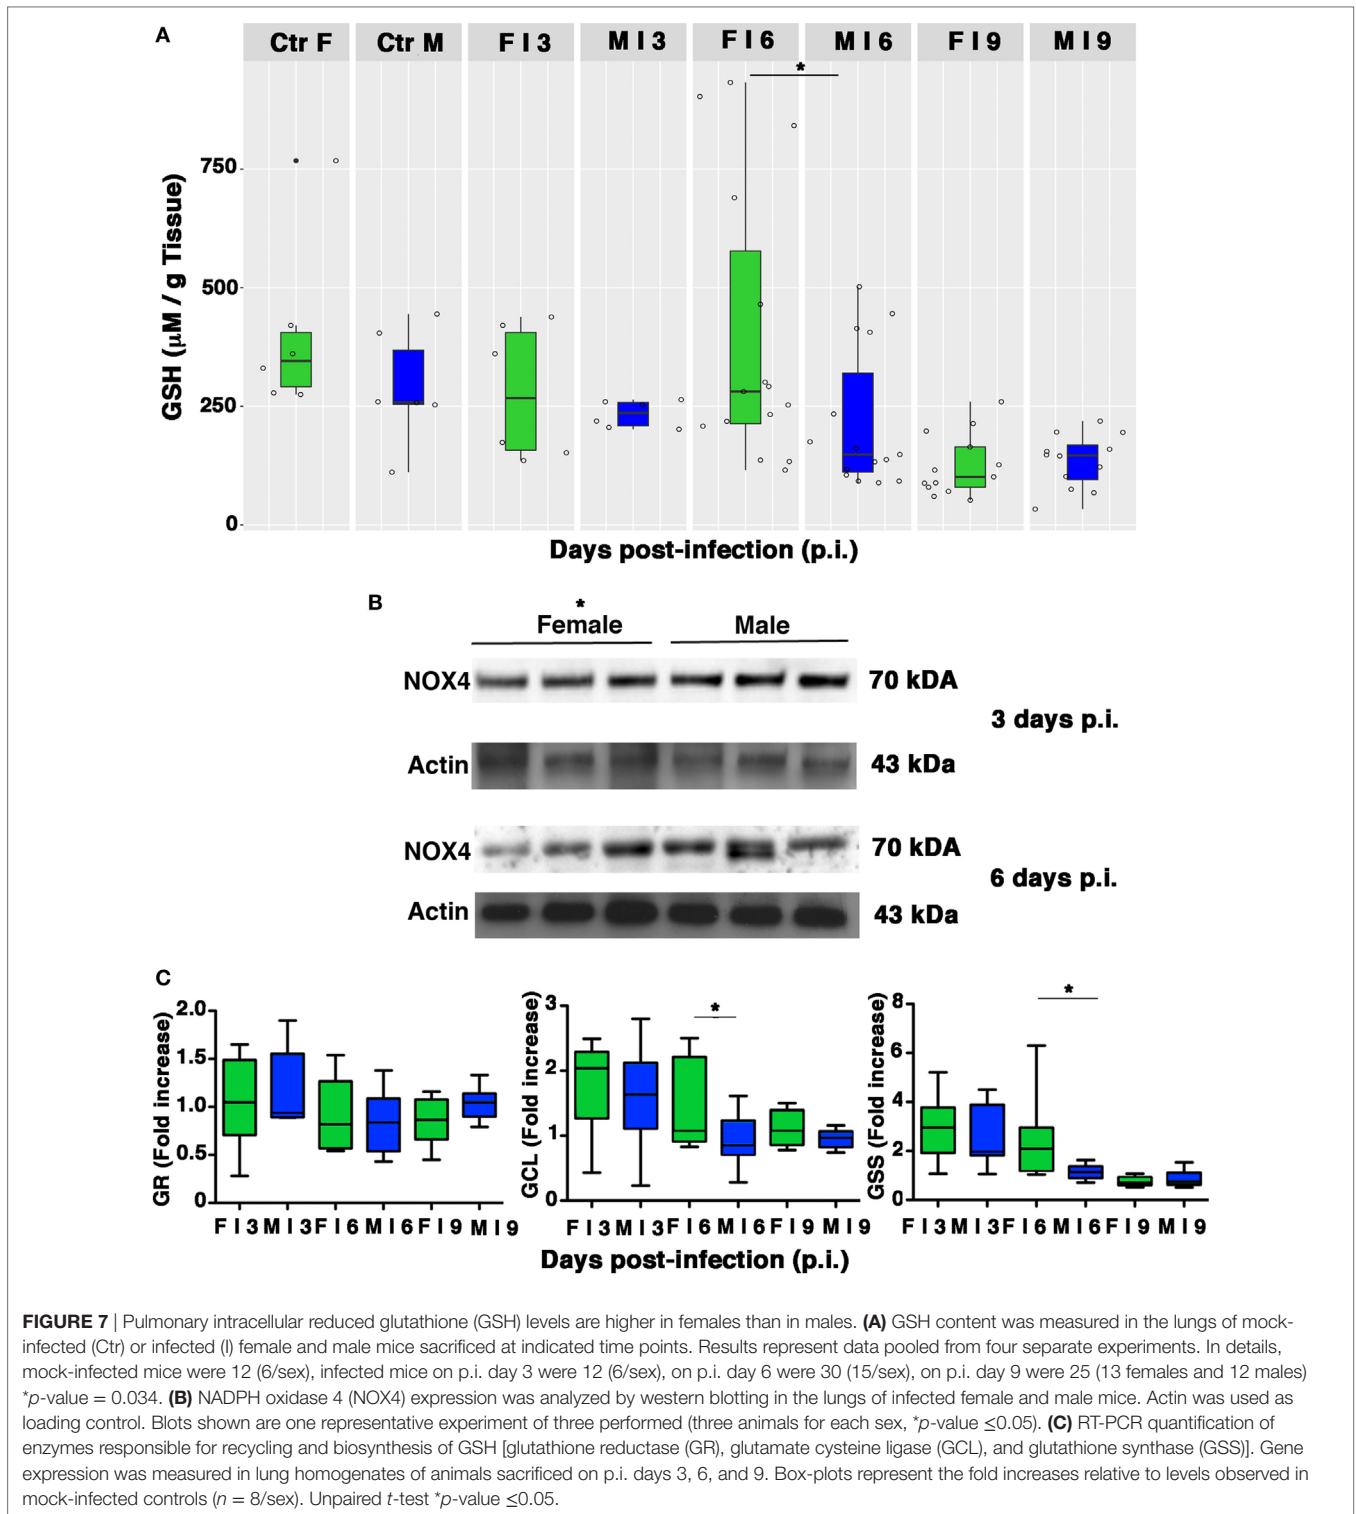 A
Ctr F Ctr M F I 3 M I 3 F I 6 M I 6 F I 9 M I 9
*
750
500
250
0
GSH (µM / g Tissue)
Days post-infection (p.i.)
B
*
Female Male
NOX4 70 kDA
3 days p.i.
Actin 43 kDa
NOX4 70 kDA
6 days p.i.
Actin 43 kDa
C
GR (Fold increase)
2.0
1.5
1.0
0.5
0
F I 3 M I 3 F I 6 M I 6 F I 9 M I 9
GCL (Fold increase)
3
2
1
0
*
F I 3 M I 3 F I 6 M I 6 F I 9 M I 9
GSS (Fold increase)
8
6
4
2
0
*
F I 3 M I 3 F I 6 M I 6 F I 9 M I 9
Days post-infection (p.i.)
FIGURE 7 | Pulmonary intracellular reduced glutathione (GSH) levels are higher in females than in males. (A) GSH content was measured in the lungs of mock-
infected (Ctr) or infected (I) female and male mice sacrificed at indicated time points. Results represent data pooled from four separate experiments. In details,
mock-infected mice were 12 (6/sex), infected mice on p.i. day 3 were 12 (6/sex), on p.i. day 6 were 30 (15/sex), on p.i. day 9 were 25 (13 females and 12 males)
*p-value = 0.034. (B) NADPH oxidase 4 (NOX4) expression was analyzed by western blotting in the lungs of infected female and male mice. Actin was used as
loading control. Blots shown are one representative experiment of three performed (three animals for each sex, *p-value ≤0.05). (C) RT-PCR quantification of
enzymes responsible for recycling and biosynthesis of GSH [glutathione reductase (GR), glutamate cysteine ligase (GCL), and glutathione synthase (GSS)]. Gene
expression was measured in lung homogenates of animals sacrificed on p.i. days 3, 6, and 9. Box-plots represent the fold increases relative to levels observed in
mock-infected controls (n = 8/sex). Unpaired t-test *p-value ≤0.05.